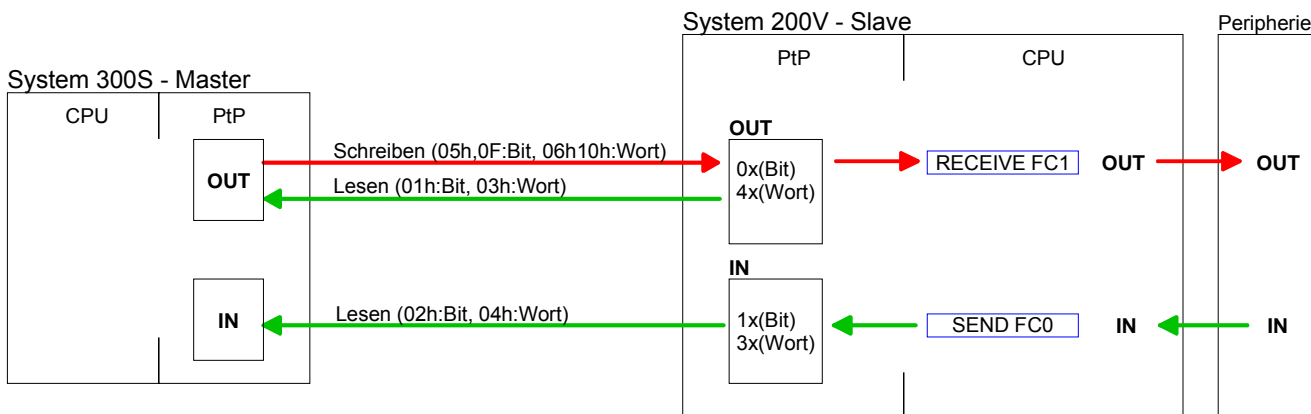 System 200V - Slave
Peripherie
PtP
CPU
System 300S - Master
CPU
PtP
OUT
Schreiben (05h,0F:Bit, 06h10h:Wort)
Lesen (01h:Bit, 03h:Wort)
OUT
0x(Bit)
4x(Wort)
RECEIVE FC1
OUT
OUT
IN
Lesen (02h:Bit, 04h:Wort)
IN
1x(Bit)
3x(Wort)
SEND FC0
IN
IN